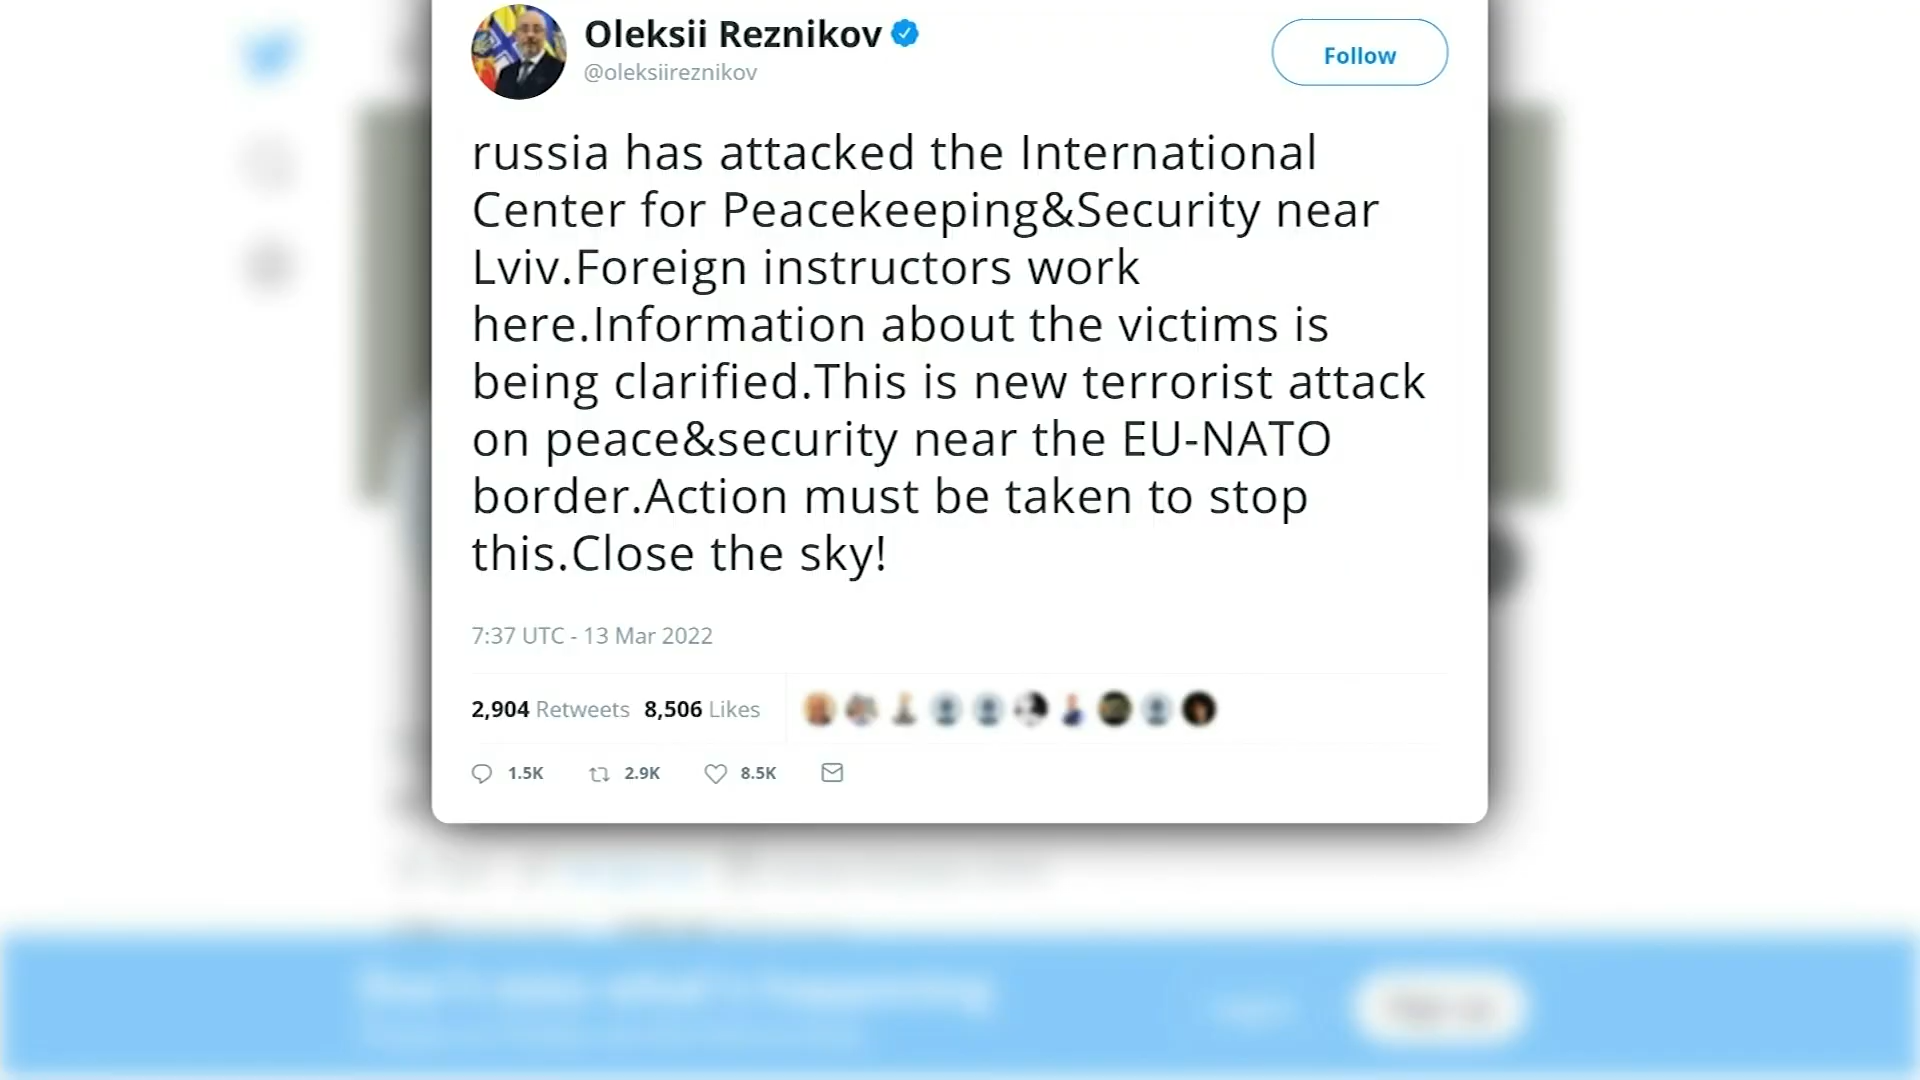 Oleksii Reznikov
@oleksiireznikov
Follow
russia has attacked the International
Center for Peacekeeping&Security near
Lviv.Foreign instructors work
here.Information about the victims is
being clarified.This is new terrorist attack
on peace&security near the EU-NATO
border.Action must be taken to stop
this.Close the sky!
7:37 UTC - 13 Mar 2022
2,904 Retweets 8,506 Likes
1.5K 2.9K 8.5K